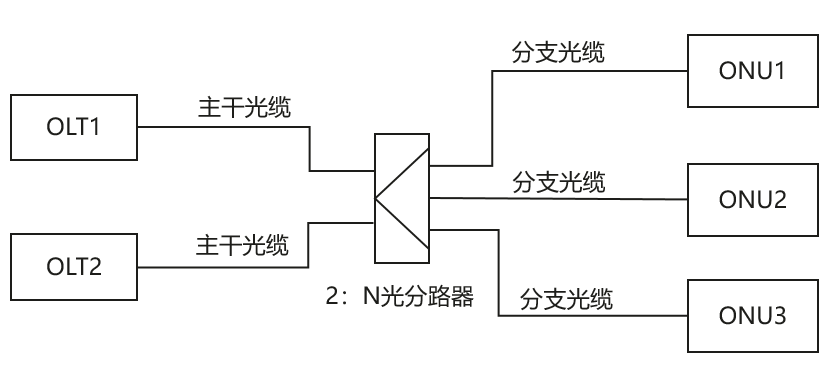 分支光缆
ONU1
主干光缆
OLT1
分支光缆
ONU2
主干光缆
OLT2
2：N光分路器
分支光缆
ONU3